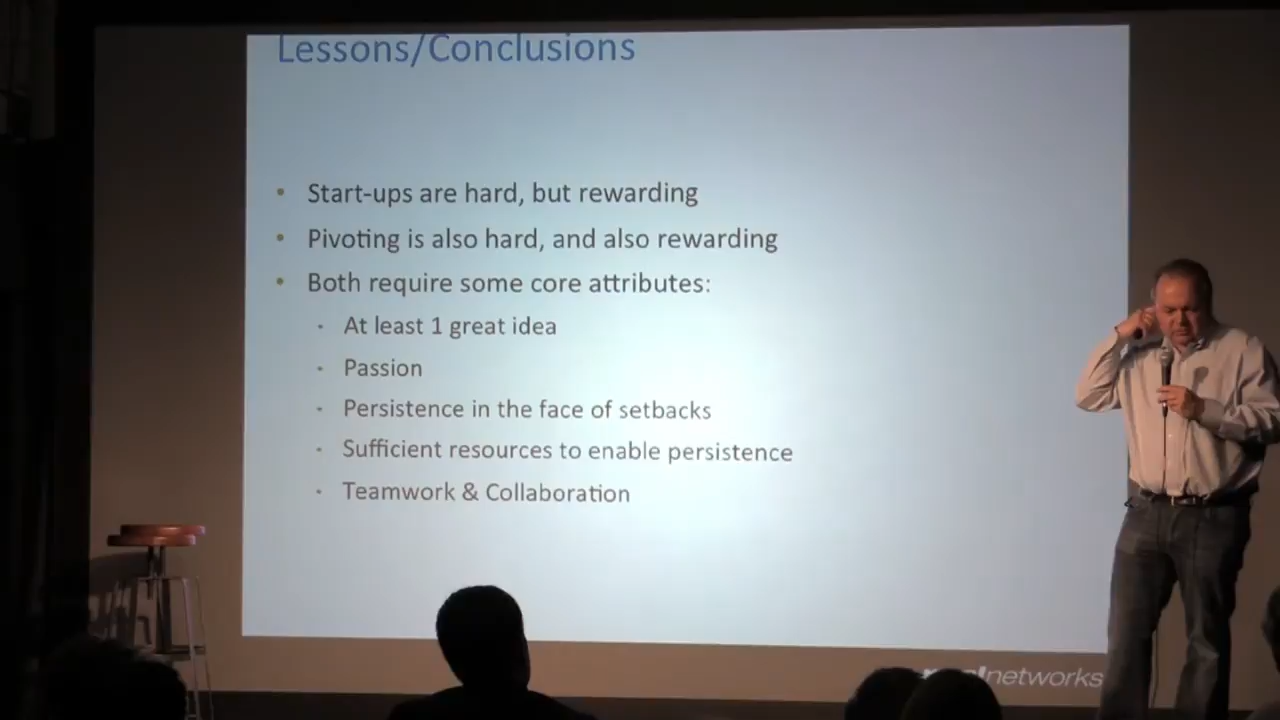 Lessons/Conclusions
• Start-ups are hard, but rewarding
• Pivoting is also hard, and also rewarding
• Both require some core attributes:
· At least 1 great idea
· Passion
· Persistence in the face of setbacks
· Sufficient resources to enable persistence
· Teamwork & Collaboration
realnetworks